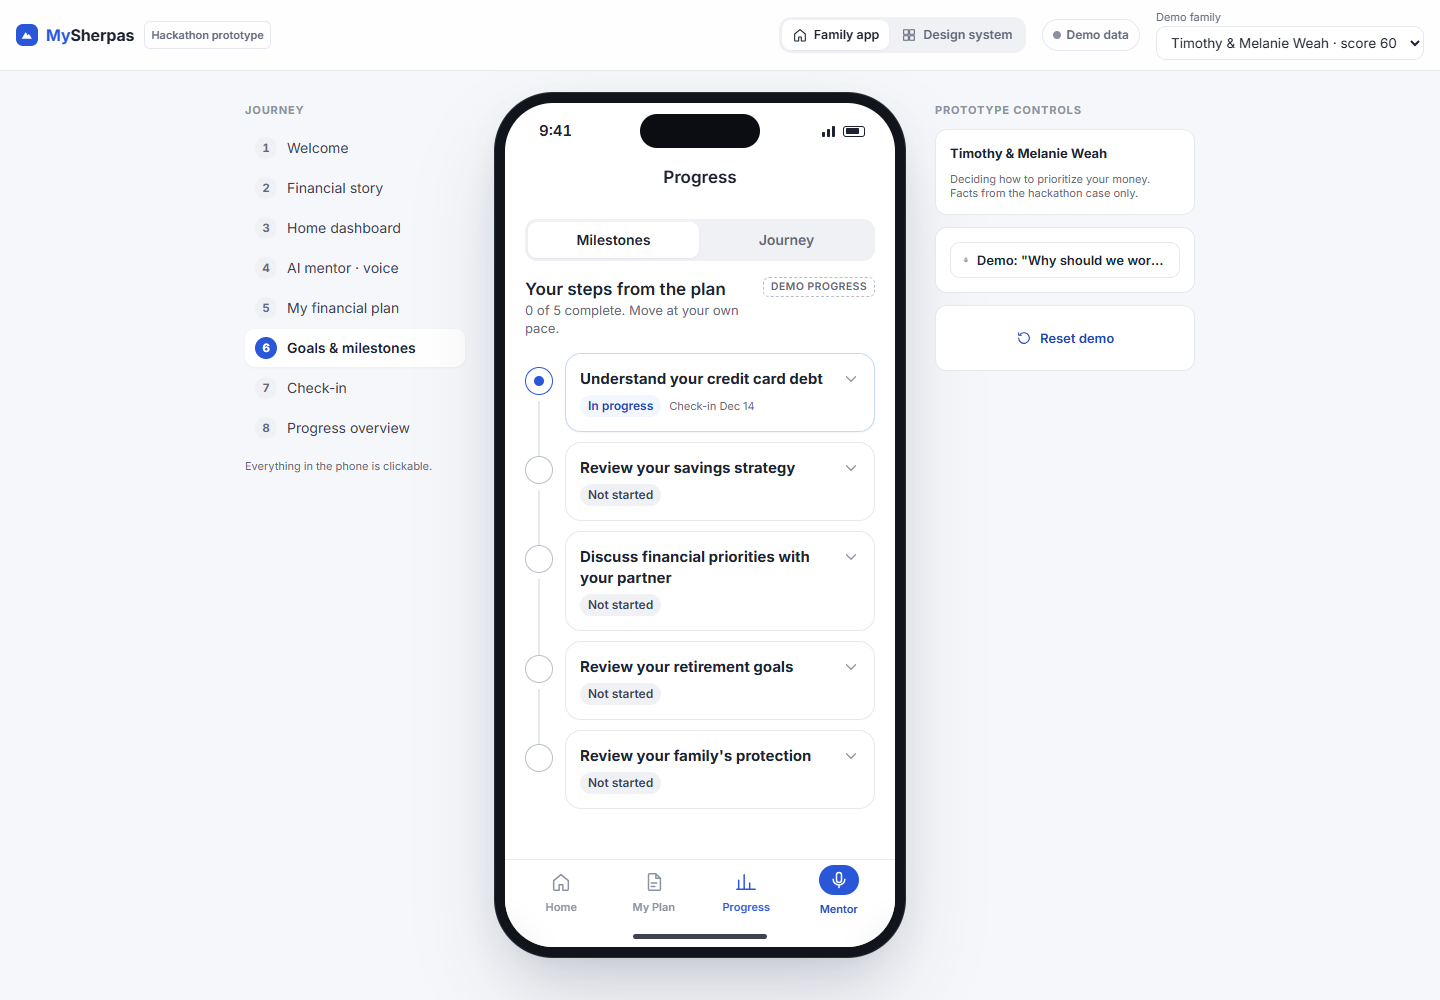 MySherpas
Hackathon prototype
Family app
Design system
Demo data
Demo family
Timothy & Melanie Weah · score 60
JOURNEY
1 Welcome
2 Financial story
3 Home dashboard
4 AI mentor · voice
5 My financial plan
6 Goals & milestones
7 Check-in
8 Progress overview
Everything in the phone is clickable.
9:41
Progress
Milestones
Journey
Your steps from the plan
DEMO PROGRESS
0 of 5 complete. Move at your own
pace.
Understand your credit card debt
In progress
Check-in Dec 14
Review your savings strategy
Not started
Discuss financial priorities with
your partner
Not started
Review your retirement goals
Not started
Review your family's protection
Not started
Home
My Plan
Progress
Mentor
PROTOTYPE CONTROLS
Timothy & Melanie Weah
Deciding how to prioritize your money.
Facts from the hackathon case only.
Demo: "Why should we wor...
Reset demo